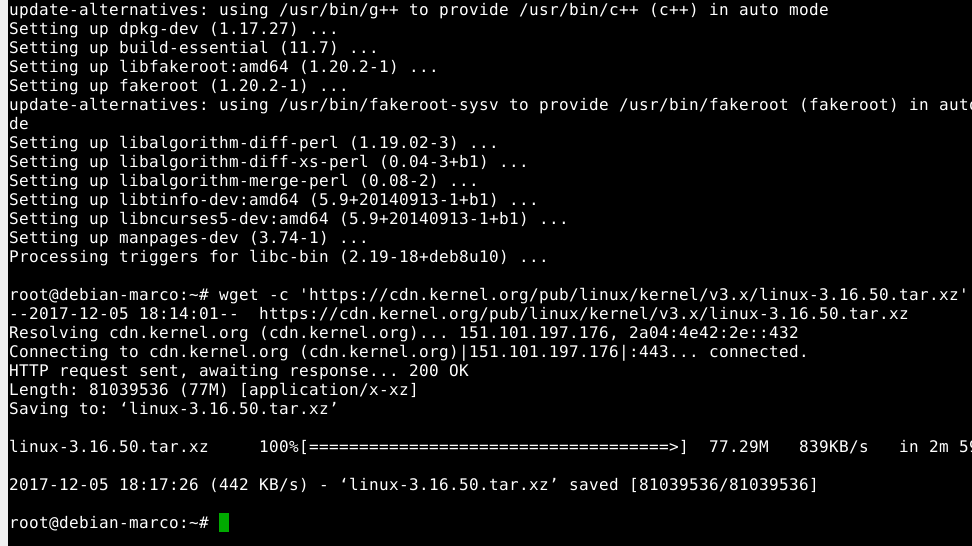 update-alternatives: using /usr/bin/g++ to provide /usr/bin/c++ (c++) in auto mode
Setting up dpkg-dev (1.17.27) ...
Setting up build-essential (11.7) ...
Setting up libfakeroot:amd64 (1.20.2-1) ...
Setting up fakeroot (1.20.2-1) ...
update-alternatives: using /usr/bin/fakeroot-sysv to provide /usr/bin/fakeroot (fakeroot) in auto
de
Setting up libalgorithm-diff-perl (1.19.02-3) ...
Setting up libalgorithm-diff-xs-perl (0.04-3+b1) ...
Setting up libalgorithm-merge-perl (0.08-2) ...
Setting up libtinfo-dev:amd64 (5.9+20140913-1+b1) ...
Setting up libncurses5-dev:amd64 (5.9+20140913-1+b1) ...
Setting up manpages-dev (3.74-1) ...
Processing triggers for libc-bin (2.19-18+deb8u10) ...
root@debian-marco:~# wget -c 'https://cdn.kernel.org/pub/linux/kernel/v3.x/linux-3.16.50.tar.xz'
--2017-12-05 18:14:01--  https://cdn.kernel.org/pub/linux/kernel/v3.x/linux-3.16.50.tar.xz
Resolving cdn.kernel.org (cdn.kernel.org)... 151.101.197.176, 2a04:4e42:2e::432
Connecting to cdn.kernel.org (cdn.kernel.org)|151.101.197.176|:443... connected.
HTTP request sent, awaiting response... 200 OK
Length: 81039536 (77M) [application/x-xz]
Saving to: ‘linux-3.16.50.tar.xz’
linux-3.16.50.tar.xz     100%[====================================>]  77.29M   839KB/s   in 2m 59
2017-12-05 18:17:26 (442 KB/s) - ‘linux-3.16.50.tar.xz’ saved [81039536/81039536]
root@debian-marco:~#